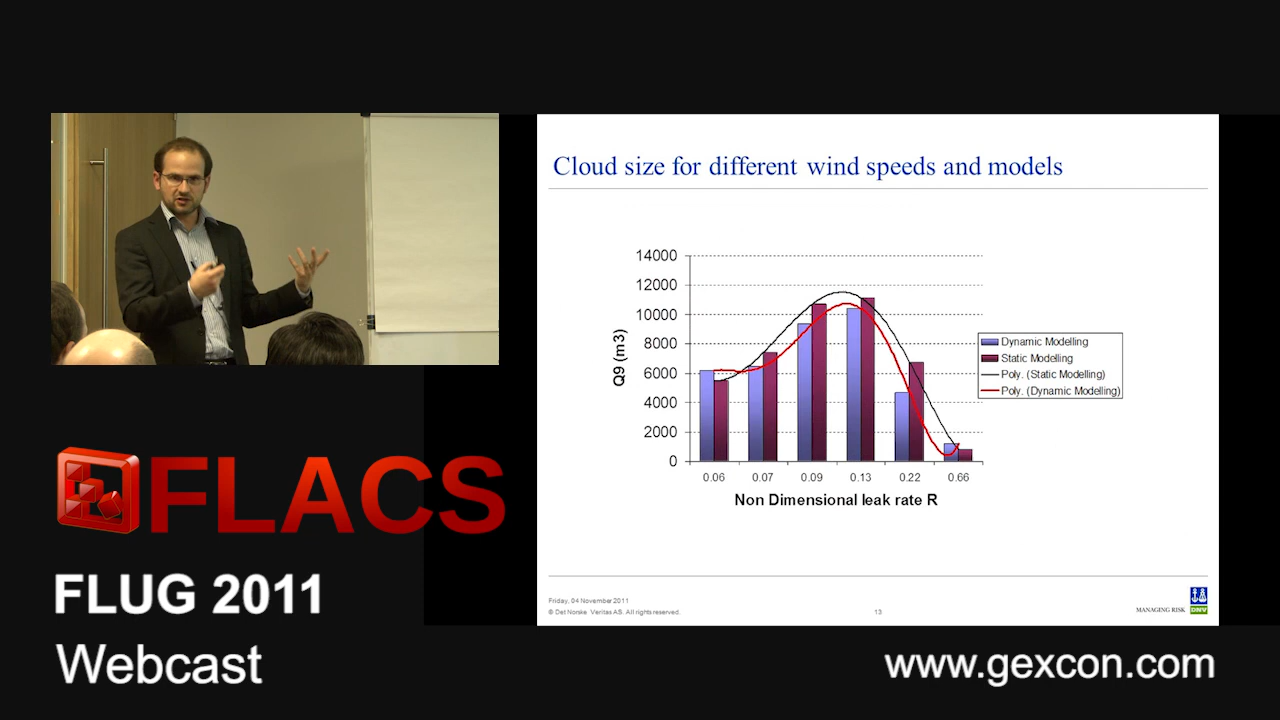 Cloud size for different wind speeds and models
14000
12000
10000
8000
6000
4000
2000
0
Q9 (m3)
0.06 0.07 0.09 0.13 0.22 0.66
Non Dimensional leak rate R
Dynamic Modelling
Static Modelling
Poly. (Static Modelling)
Poly. (Dynamic Modelling)
Friday, 04 November 2011
© Det Norske Veritas AS. All rights reserved.
13
MANAGING RISK
DNV
FLACS
FLUG 2011
Webcast
www.gexcon.com